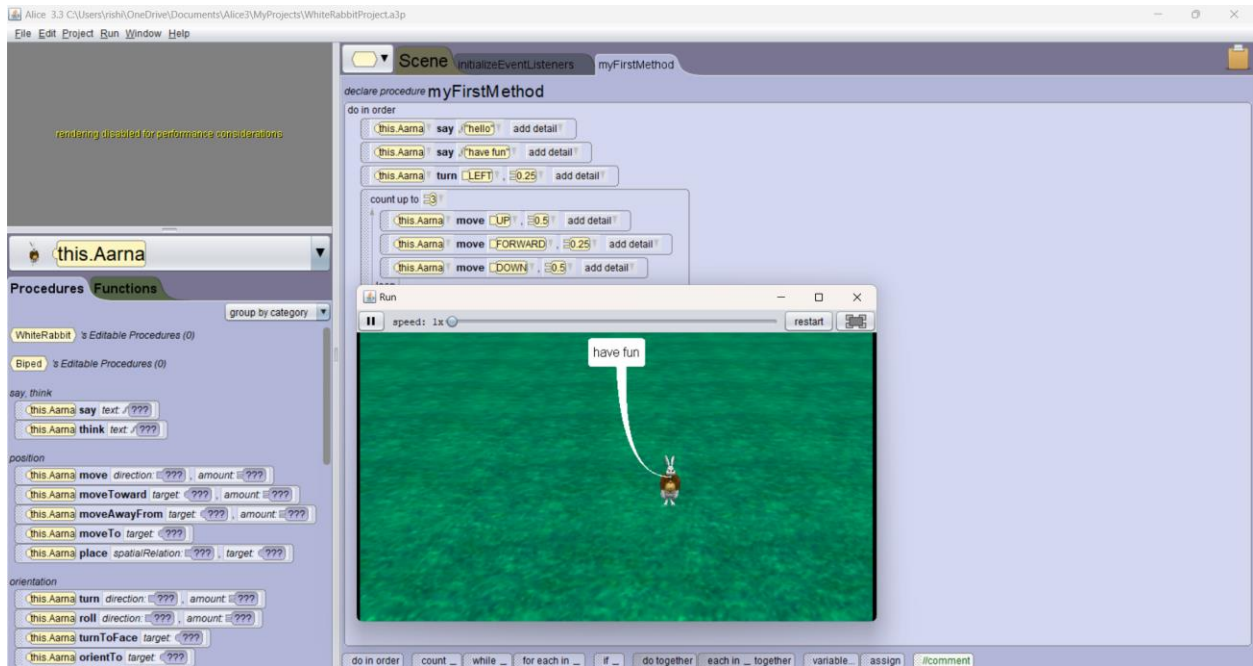 Alice 3.3 C:\Users\rishi\OneDrive\Documents\Alice3\MyProjects\WhiteRabbitProject.a3p
File Edit Project Run Window Help
rendering disabled for performance considerations
this.Aarna
Procedures Functions
group by category
WhiteRabbit 's Editable Procedures (0)
Biped 's Editable Procedures (0)
say, think
this.Aarna say text: ???
this.Aarna think text: ???
position
this.Aarna move direction: ??? , amount: ???
this.Aarna moveToward target: ??? , amount: ???
this.Aarna moveAwayFrom target: ??? , amount: ???
this.Aarna moveTo target: ???
this.Aarna place spatialRelation: ??? , target: ???
orientation
this.Aarna turn direction: ??? , amount: ???
this.Aarna roll direction: ??? , amount: ???
this.Aarna turnToFace target: ???
this.Aarna orientTo target: ???
Scene initializeEventListeners myFirstMethod
declare procedure myFirstMethod
do in order
this.Aarna say "hello" add detail
this.Aarna say "have fun" add detail
this.Aarna turn LEFT , 0.25 add detail
count up to 3
this.Aarna move UP , 0.5 add detail
this.Aarna move FORWARD , 0.25 add detail
this.Aarna move DOWN , 0.5 add detail
Run
speed: 1x restart
have fun
do in order count _ while _ for each in _ if _ do together each in _ together variable... assign //comment